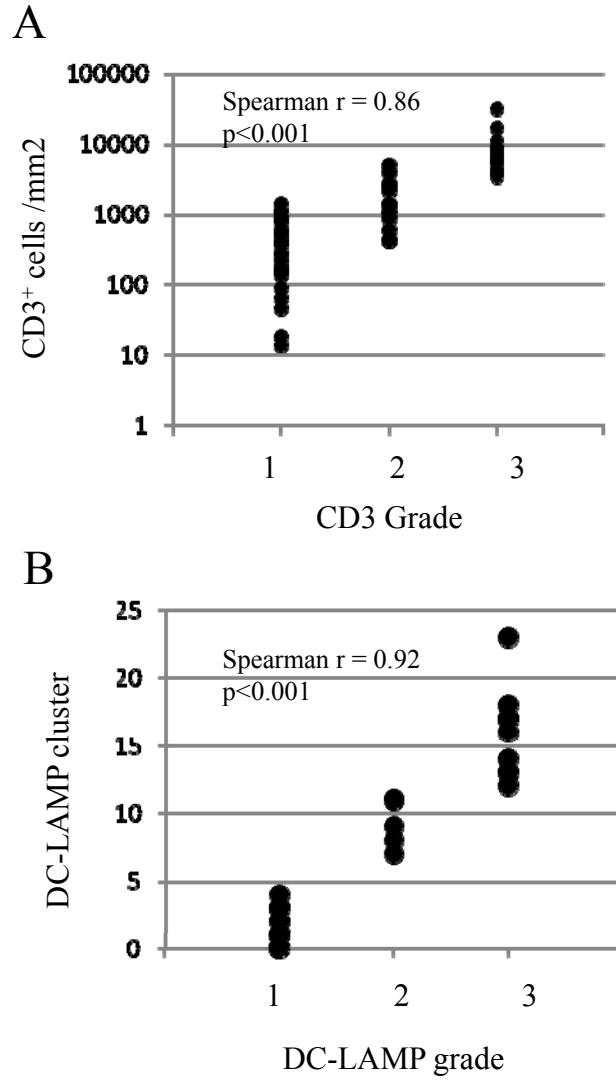 A
100000
10000
1000
100
10
1
CD3+ cells /mm2
Spearman r = 0.86
p<0.001
1 2 3
CD3 Grade
B
25
20
15
10
5
0
DC-LAMP cluster
Spearman r = 0.92
p<0.001
1 2 3
DC-LAMP grade